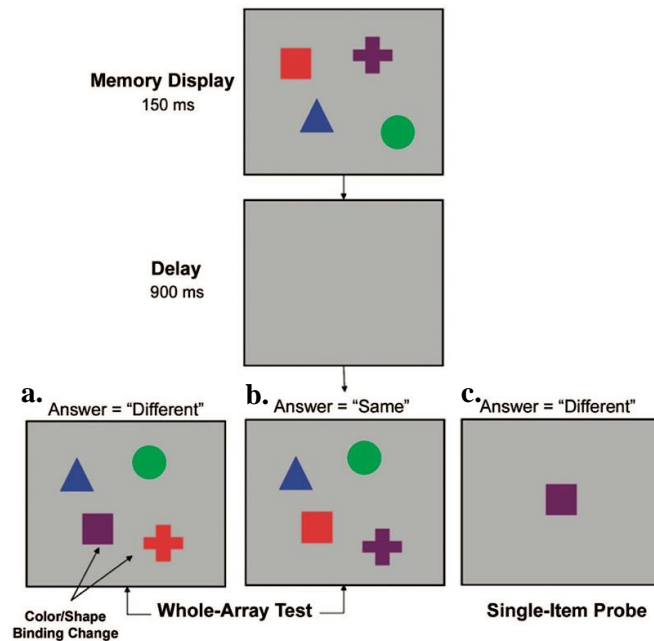 Memory Display
150 ms
Delay
900 ms
a.
Answer = “Different”
b.
Answer = “Same”
c.
Answer = “Different”
Color/Shape
Binding Change
Whole-Array Test
Single-Item Probe